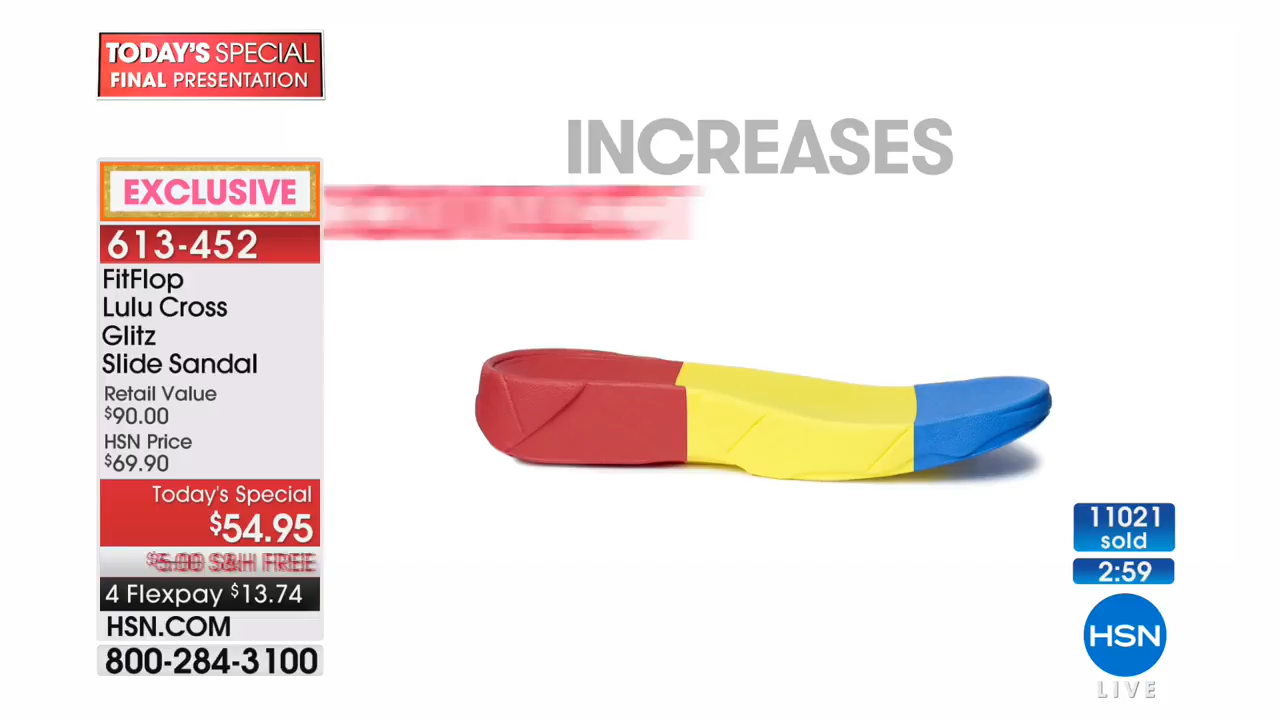 TODAY'S SPECIAL
FINAL PRESENTATION
INCREASES
EXCLUSIVE
613-452
FitFlop
Lulu Cross
Glitz
Slide Sandal
Retail Value
$90.00
HSN Price
$69.90
Today's Special
$54.95
$5.00 S&H FREE
4 Flexpay $13.74
HSN.COM
800-284-3100
11021
sold
2:59
HSN
LIVE